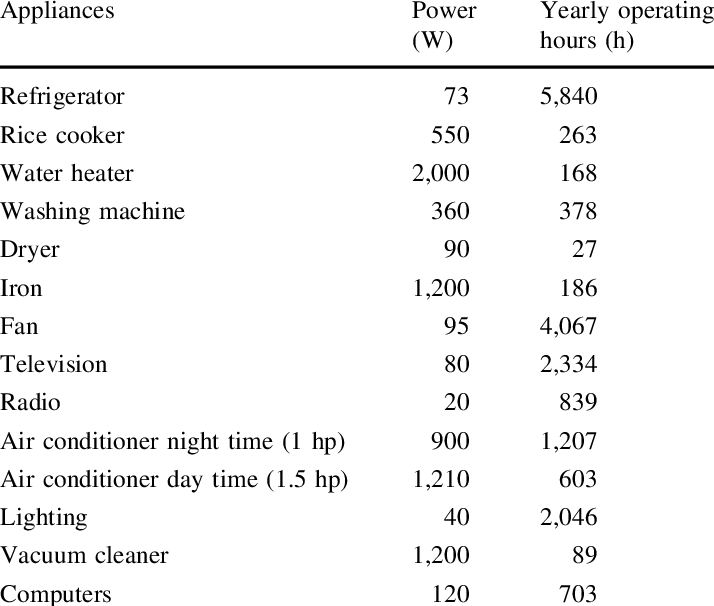 Appliances Power (W) Yearly operating hours (h)
Refrigerator 73 5,840
Rice cooker 550 263
Water heater 2,000 168
Washing machine 360 378
Dryer 90 27
Iron 1,200 186
Fan 95 4,067
Television 80 2,334
Radio 20 839
Air conditioner night time (1 hp) 900 1,207
Air conditioner day time (1.5 hp) 1,210 603
Lighting 40 2,046
Vacuum cleaner 1,200 89
Computers 120 703